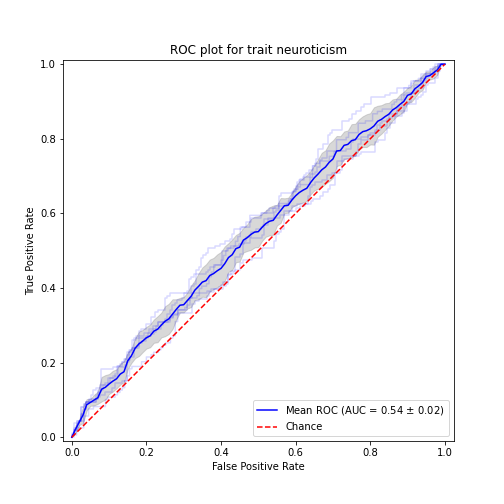 ROC plot for trait neuroticism
1.0
0.8
0.6
0.4
0.2
0.0
True Positive Rate
Mean ROC (AUC = 0.54 ± 0.02)
Chance
0.0 0.2 0.4 0.6 0.8 1.0
False Positive Rate